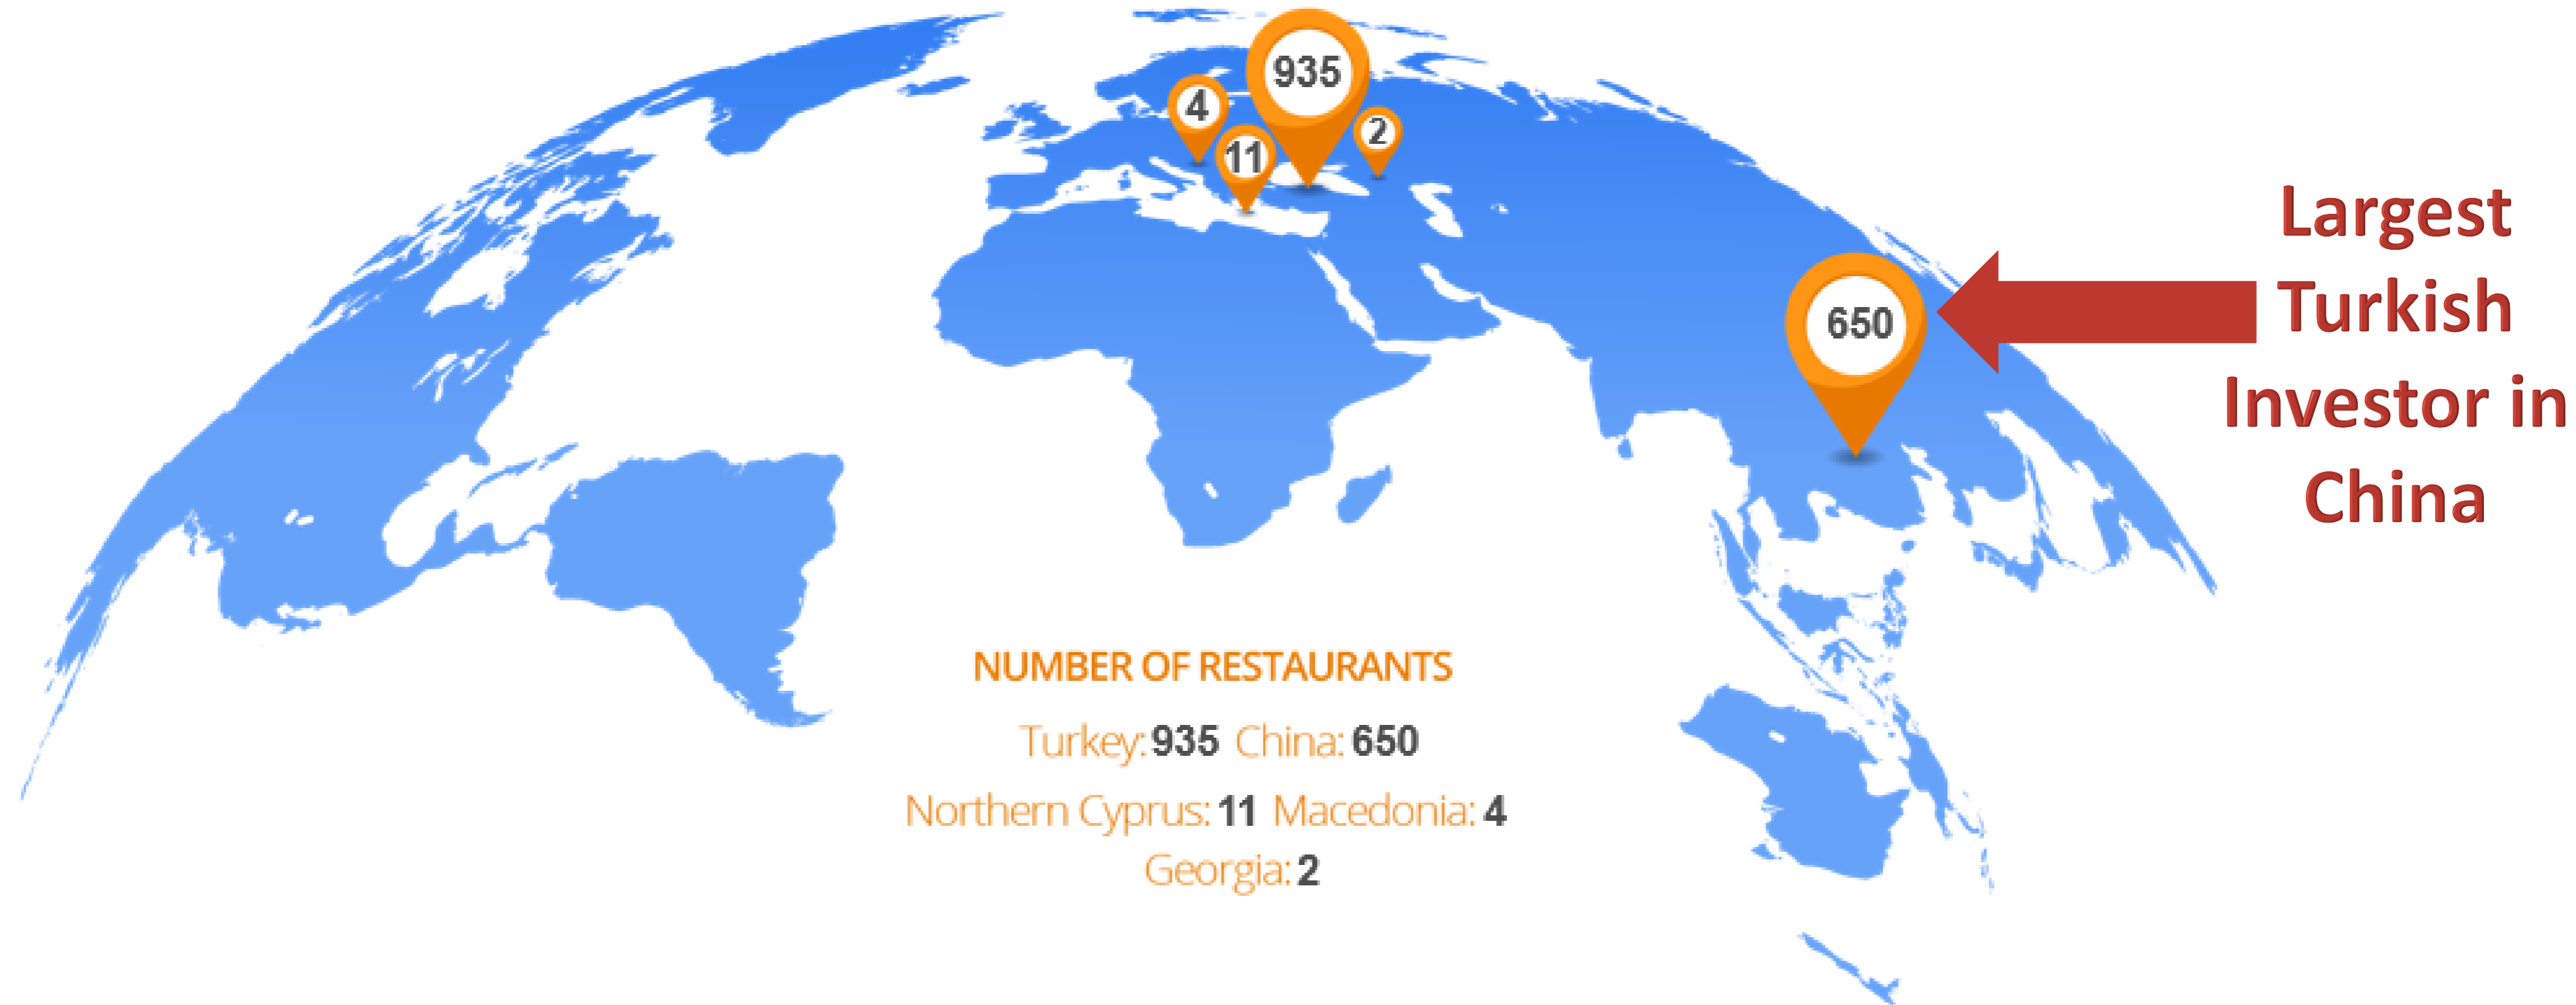 935
4
2
11
650
Largest
Turkish
Investor in
China
NUMBER OF RESTAURANTS
Turkey: 935 China: 650
Northern Cyprus: 11 Macedonia: 4
Georgia: 2